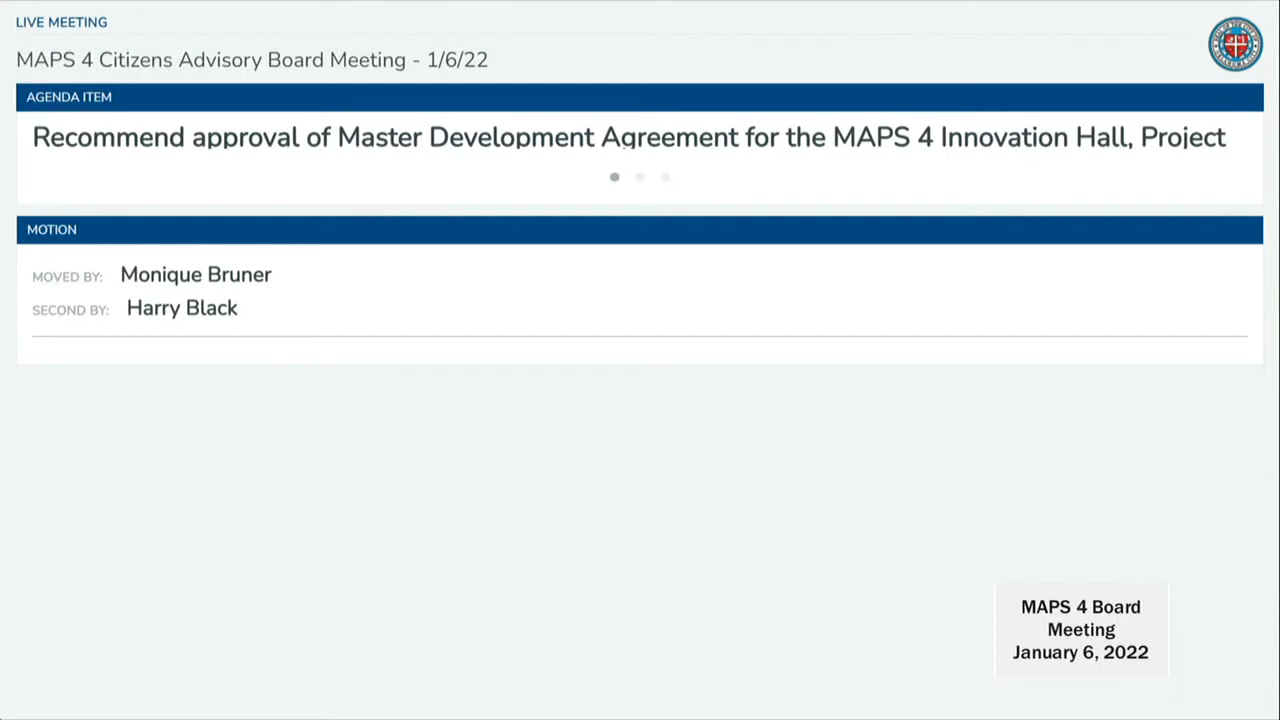 LIVE MEETING
MAPS 4 Citizens Advisory Board Meeting - 1/6/22
AGENDA ITEM
Recommend approval of Master Development Agreement for the MAPS 4 Innovation Hall, Project
MOTION
MOVED BY: Monique Bruner
SECOND BY: Harry Black
MAPS 4 Board
Meeting
January 6, 2022